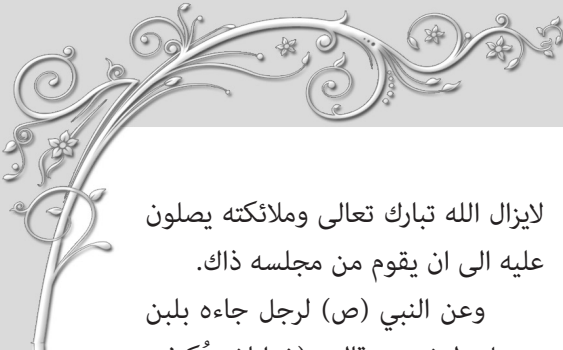 لايزال الله تبارك تعالى وملائكته يصلون
عليه الى ان يقوم من مجلسه ذاك.
وعن النبي (ص) لرجل جاءه بلبن